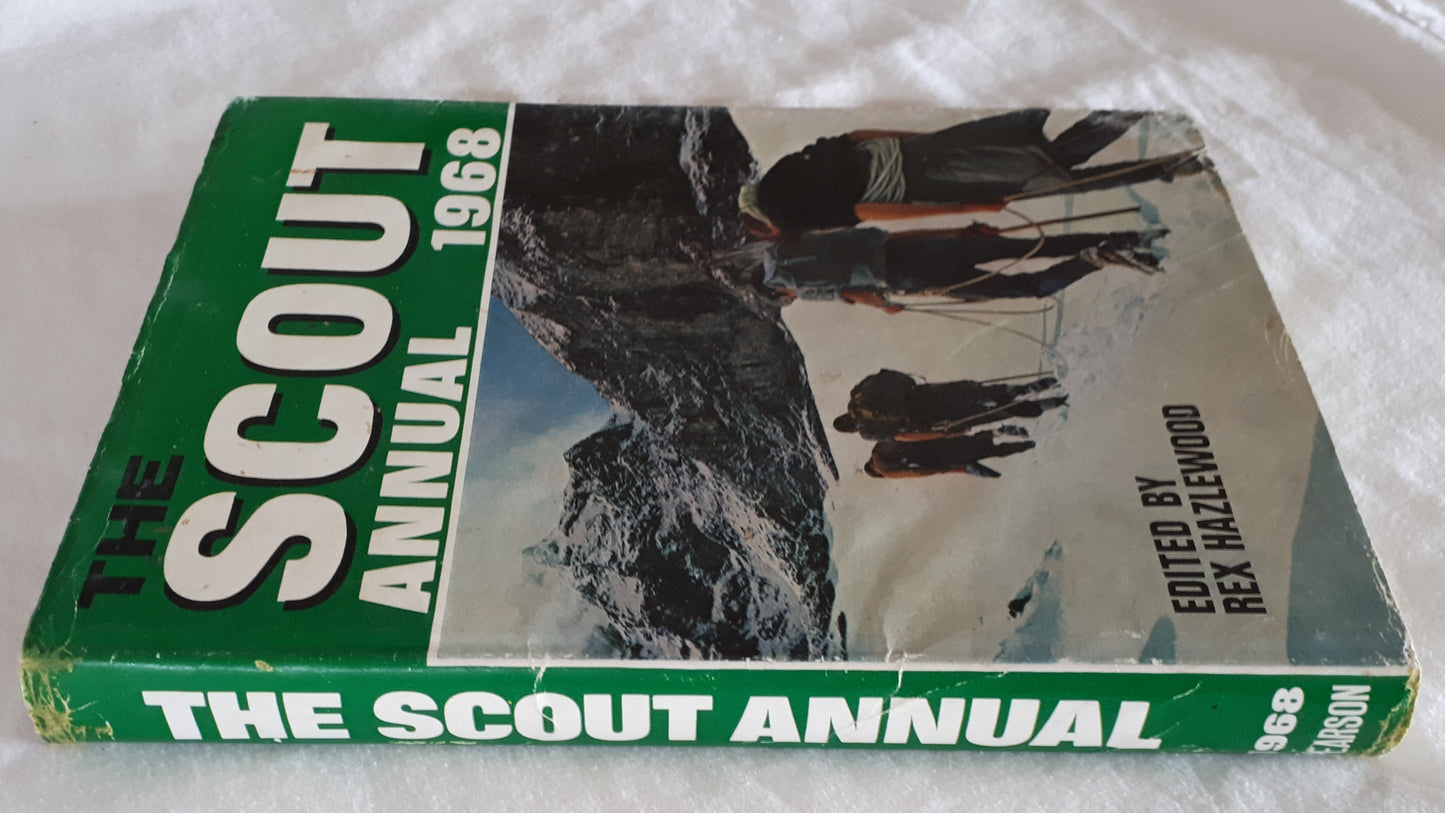 THE
SCOUT
ANNUAL 1968
EDITED BY
REX HAZLEWOOD
THE SCOUT ANNUAL
1968